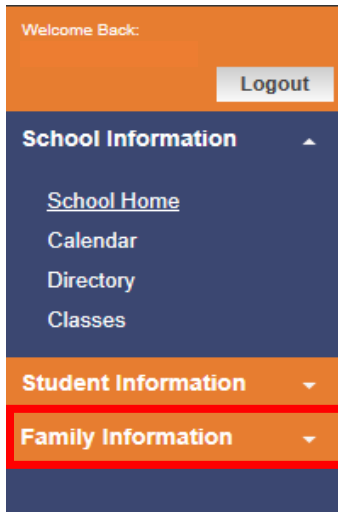 Welcome Back:
Logout
School Information
School Home
Calendar
Directory
Classes
Student Information
Family Information